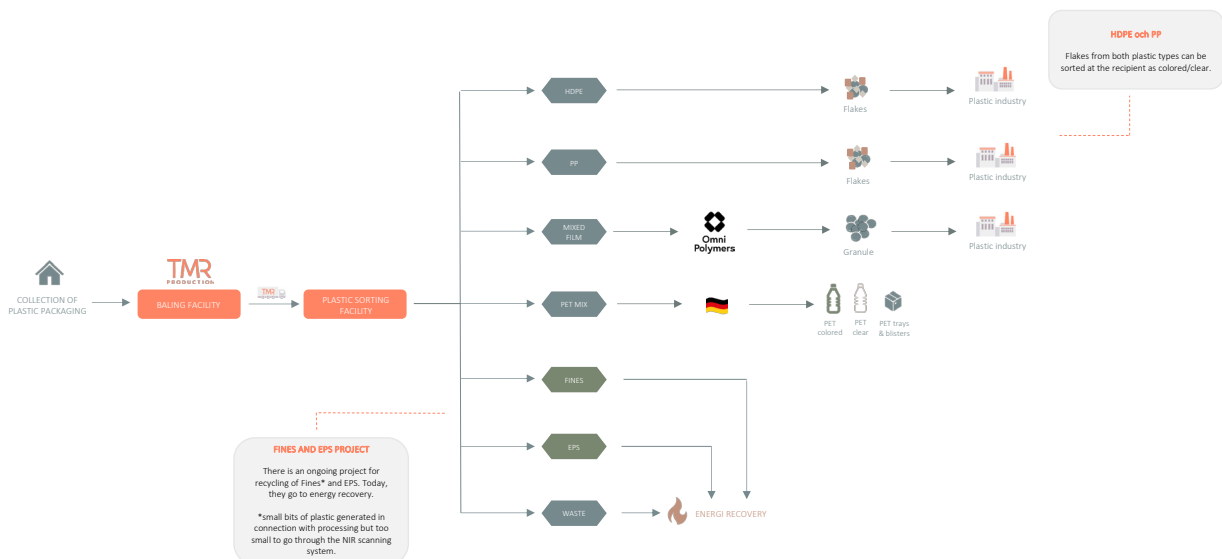 HDPE och PP
Flakes from both plastic types can be
sorted at the recipient as colored/clear.
HDPE
Flakes
Plastic industry
PP
Flakes
Plastic industry
MIXED
FILM
Omni
Polymers
Granule
Plastic industry
COLLECTION OF
PLASTIC PACKAGING
TMR
PRODUCTION
BALING FACILITY
TMR
PLASTIC SORTING
FACILITY
PET MIX
PET
colored
PET
clear
PET trays
& blisters
FINES
EPS
WASTE
ENERGI RECOVERY
FINES AND EPS PROJECT
There is an ongoing project for
recycling of Fines* and EPS. Today,
they go to energy recovery.
*small bits of plastic generated in
connection with processing but too
small to go through the NIR scanning
system.